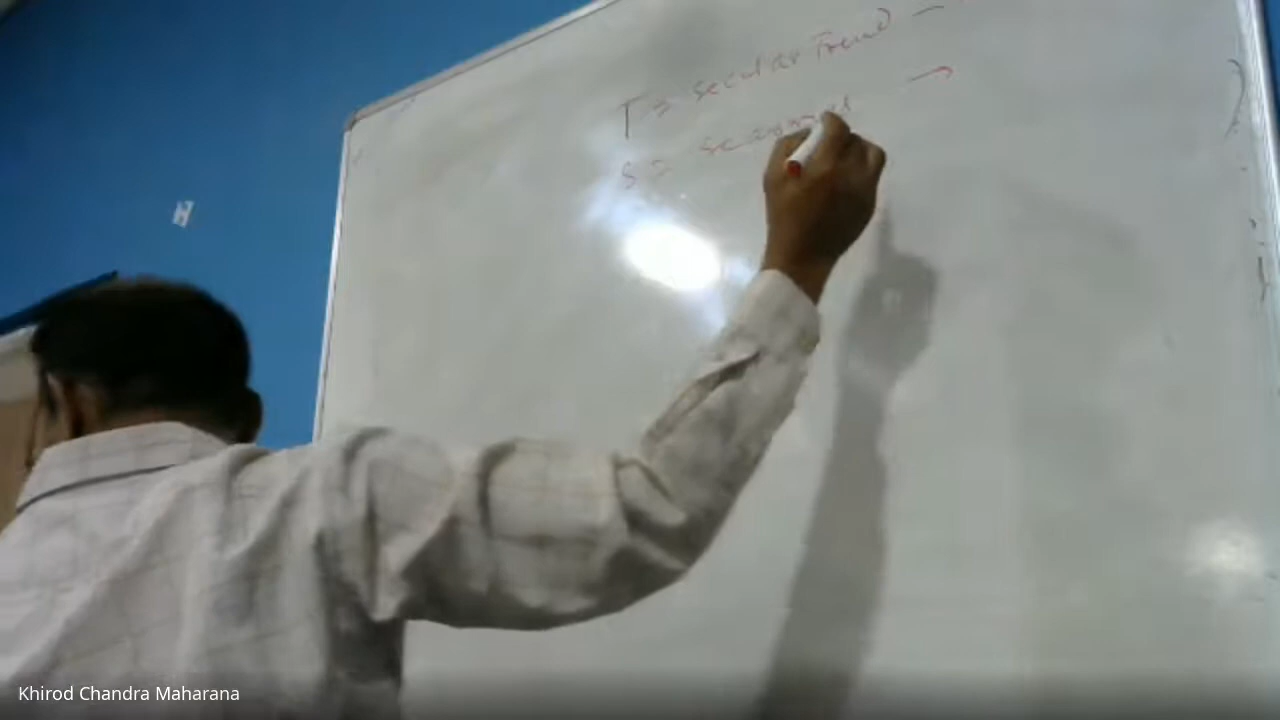 T = secular Trend -
S = seasonal →
Khirod Chandra Maharana